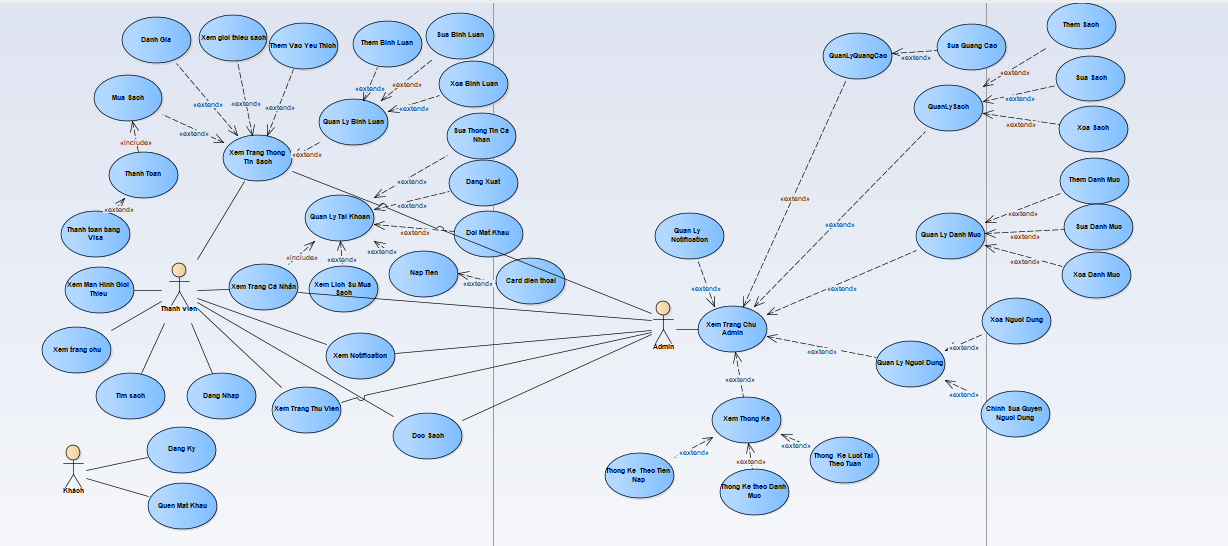 Danh Gia
Xem gioi thieu sach
Them Vao Yeu Thich
Them Binh Luan
Sua Binh Luan
Xoa Binh Luan
Mua Sach
«extend»
«extend»
«extend»
«extend»
«extend»
«extend»
«extend»
Quan Ly Binh Luan
«extend»
Xem Trang Thong
Tin Sach
«include»
Thanh Toan
«extend»
Thanh toan bang
Visa
Sua Thong Tin Ca
Nhan
«extend»
Dang Xuat
«extend»
Quan Ly Tai Khoan
Doi Mat Khau
«extend»
«include»
«extend»
«extend»
Nap Tien
«extend»
Card dien thoai
Xem Trang Cá Nhân
Xem Lich Su Mua
Sach
Xem Man Hinh Gioi
Thieu
Thanh vien
Xem trang chu
Tim sach
Dang Nhap
Xem Notification
Xem Trang Thu Vien
Doc Sach
Dang Ky
Khách
Quen Mat Khau
Admin
QuanLyQuangCao
«extend»
Sua Quang Cao
Them Sach
«extend»
QuanLySach
«extend»
Sua Sach
«extend»
Xoa Sach
«extend»
«extend»
Quan Ly
Notification
«extend»
Quan Ly Danh Muc
Them Danh Muc
«extend»
Sua Danh Muc
«extend»
Xoa Danh Muc
«extend»
«extend»
Xem Trang Chu
Admin
«extend»
Quan Ly Nguoi Dung
Xoa Nguoi Dung
«extend»
«extend»
Chinh Sua Quyen
Nguoi Dung
«extend»
Xem Thong Ke
«extend»
«extend»
«extend»
Thong Ke Theo Tien
Nap
Thong Ke theo Danh
Muc
Thong Ke Luot Tai
Theo Tuan